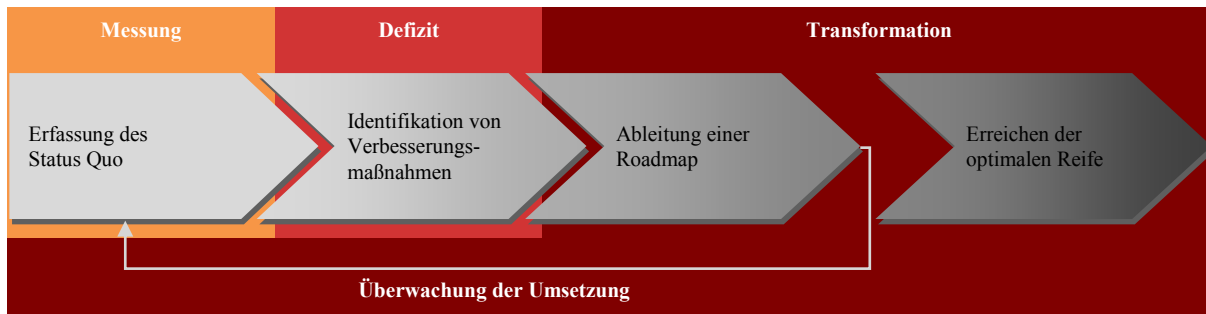 Messung
Defizit
Transformation
Erfassung des
Status Quo
Identifikation von
Verbesserungs-
maßnahmen
Ableitung einer
Roadmap
Erreichen der
optimalen Reife
Überwachung der Umsetzung